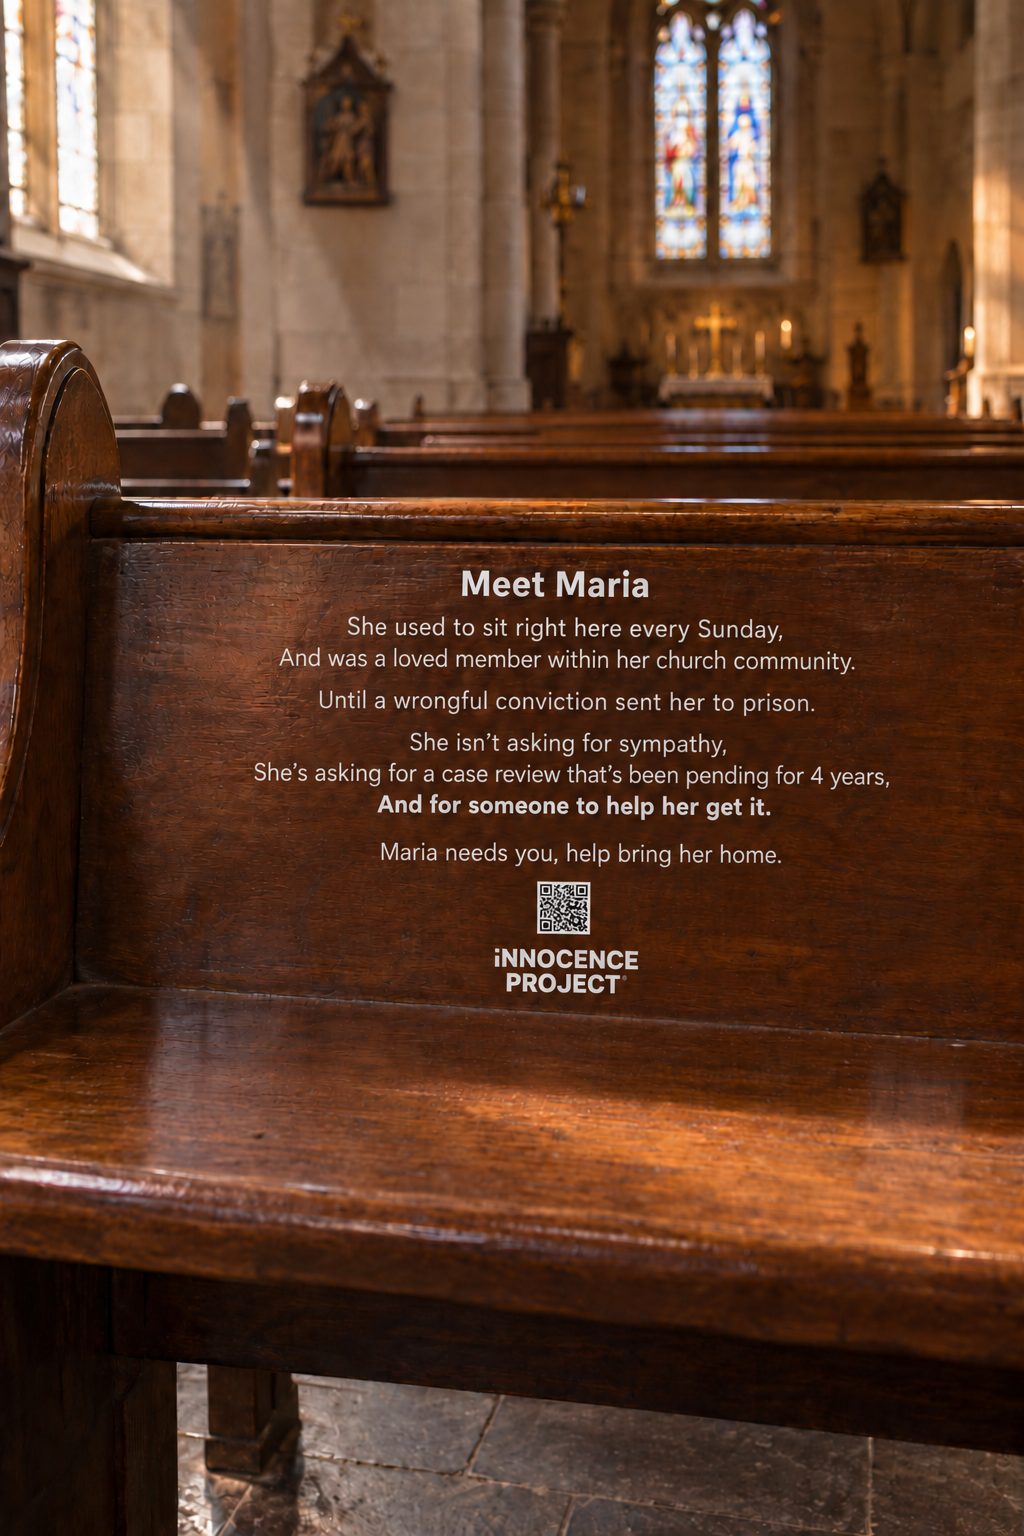 Meet Maria
She used to sit right here every Sunday,
And was a loved member within her church community.
Until a wrongful conviction sent her to prison.
She isn’t asking for sympathy,
She’s asking for a case review that’s been pending for 4 years,
And for someone to help her get it.
Maria needs you, help bring her home.
iNNOCENCE
PROJECT